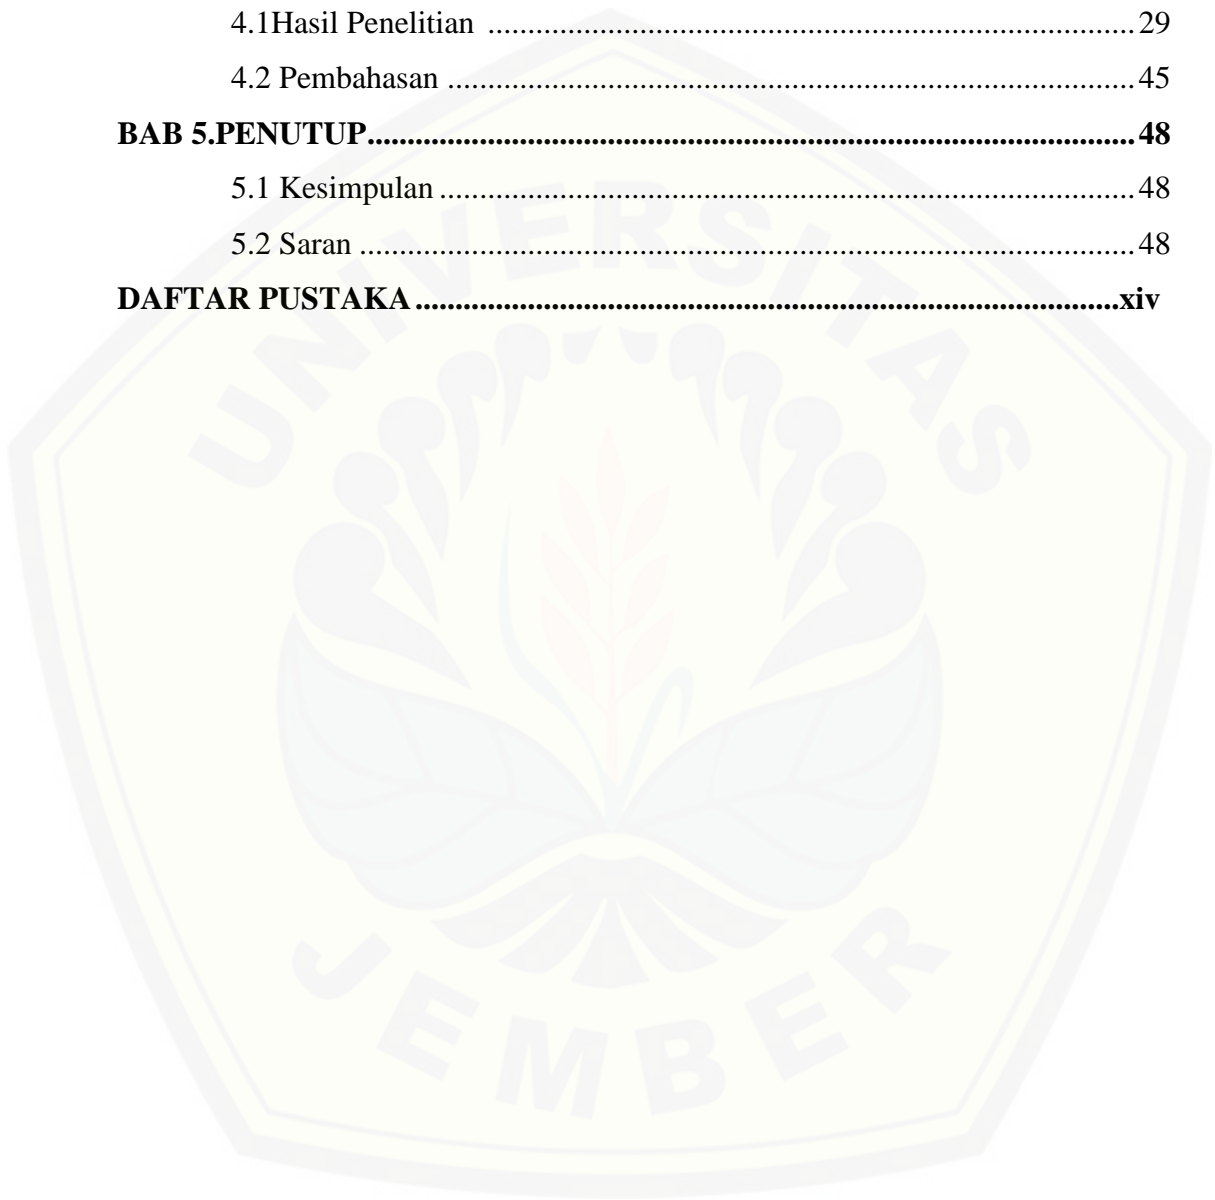 4.1Hasil Penelitian ................................................................................. 29
4.2 Pembahasan ...................................................................................... 45
BAB 5.PENUTUP................................................................................................ 48
5.1 Kesimpulan ....................................................................................... 48
5.2 Saran ................................................................................................. 48
DAFTAR PUSTAKA ........................................................................................xiv
UNIVERSITAS
JEMBER